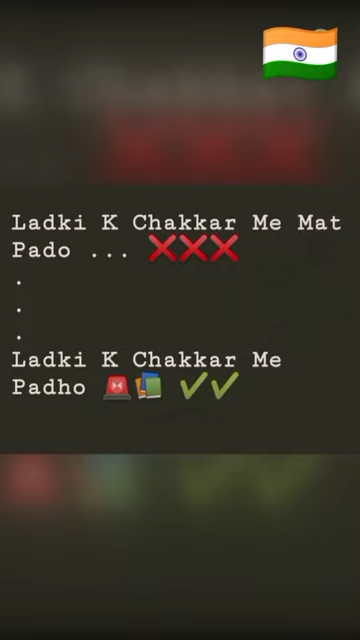 Ladki K Chakkar Me Mat
Pado ... ❌❌❌
.
.
.
Ladki K Chakkar Me
Padho 🚨📚 ✔✔